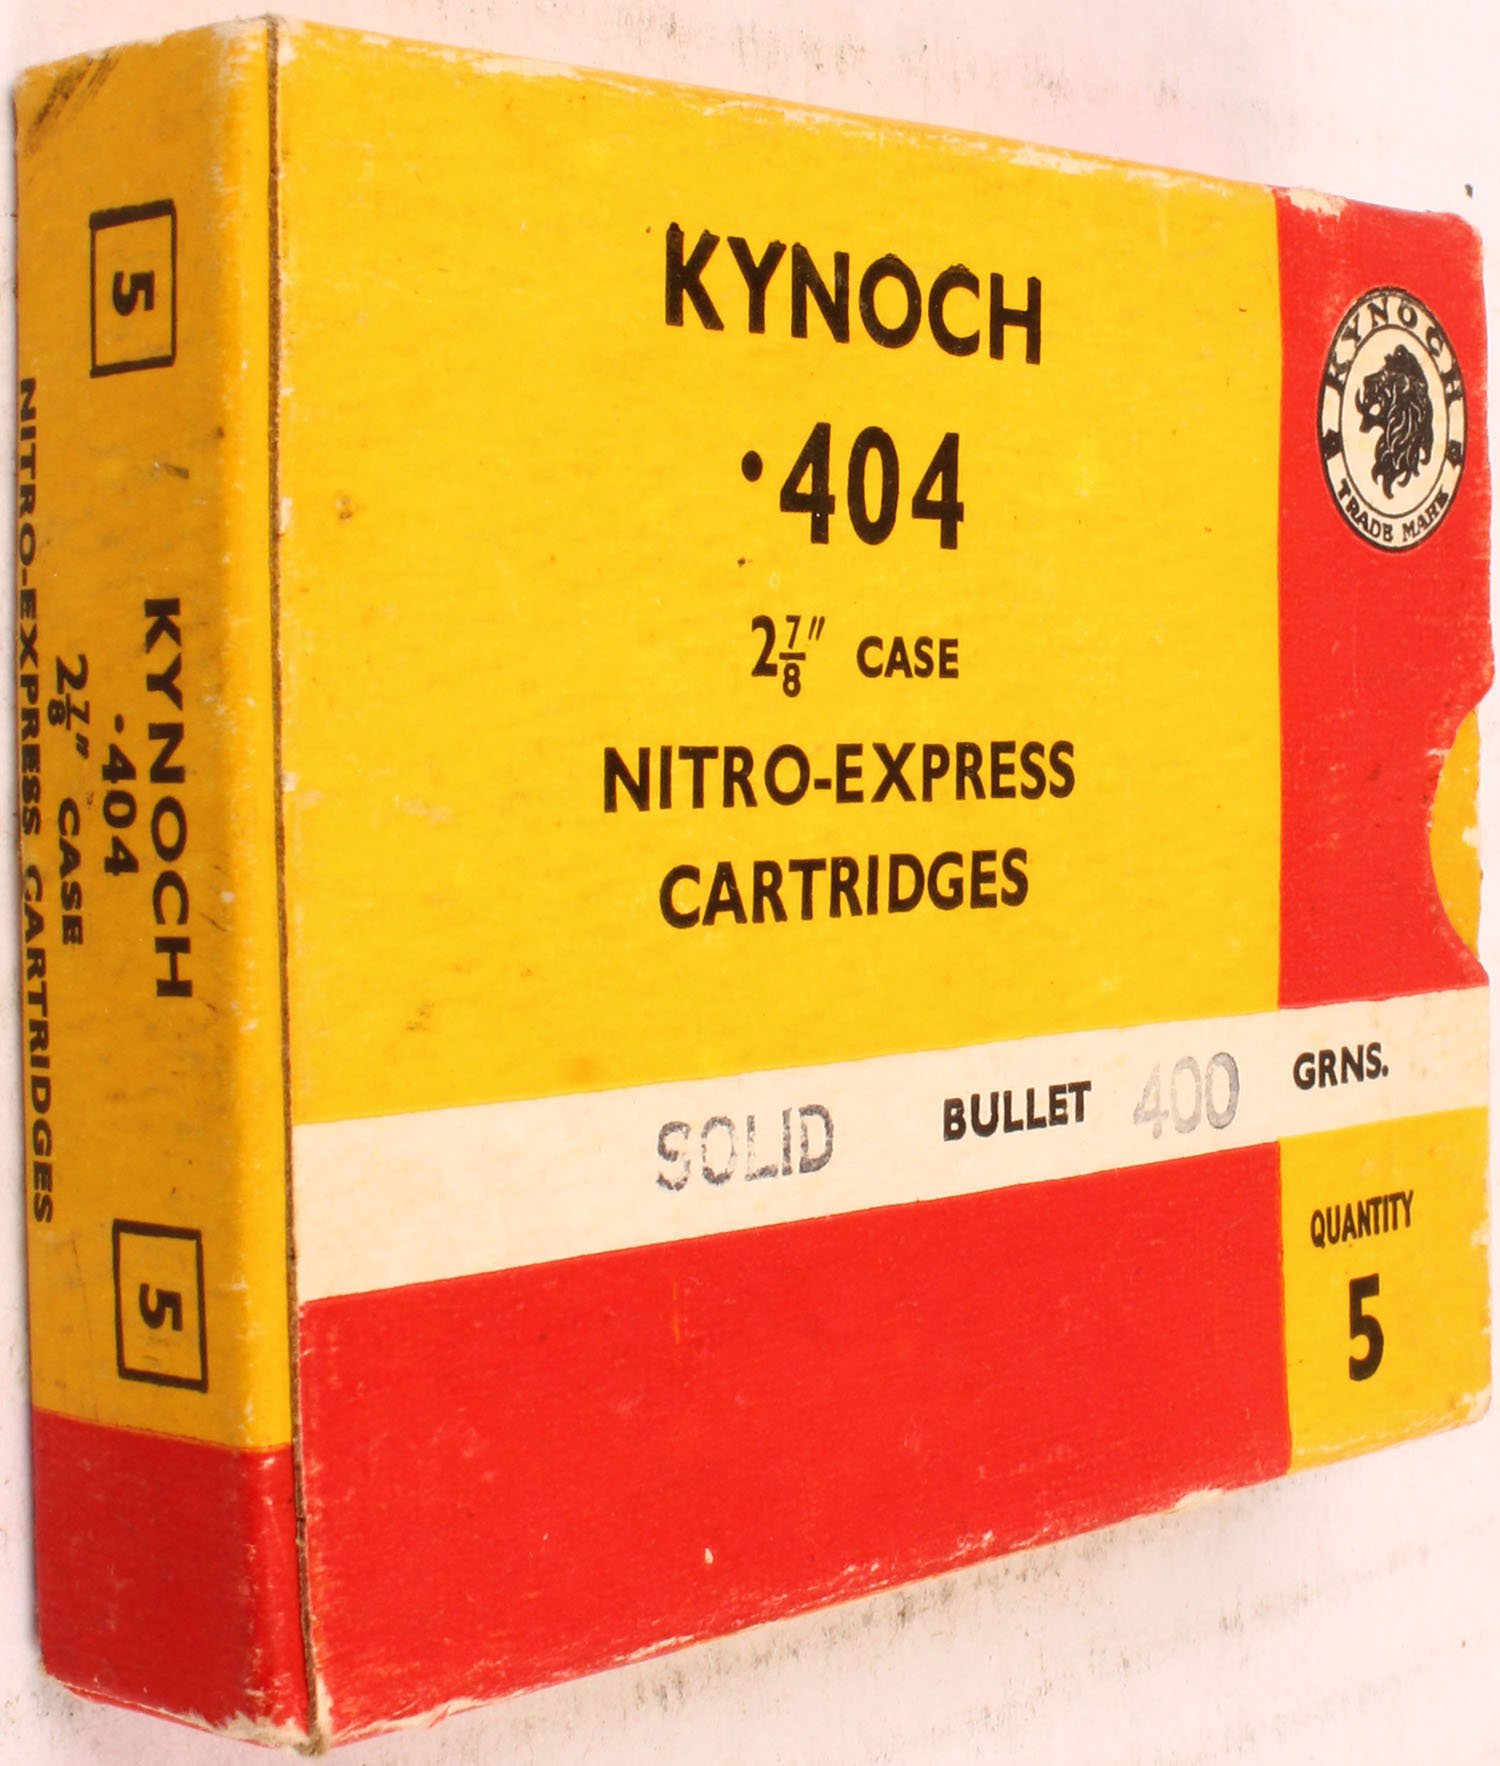 KYNOCH
·404
2⅞" CASE
NITRO-EXPRESS
CARTRIDGES
SOLID BULLET 400 GRNS.
QUANTITY
5
KYNOCH
TRADE MARK
5
KYNOCH
·404
2⅞" CASE
NITRO-EXPRESS CARTRIDGES
5